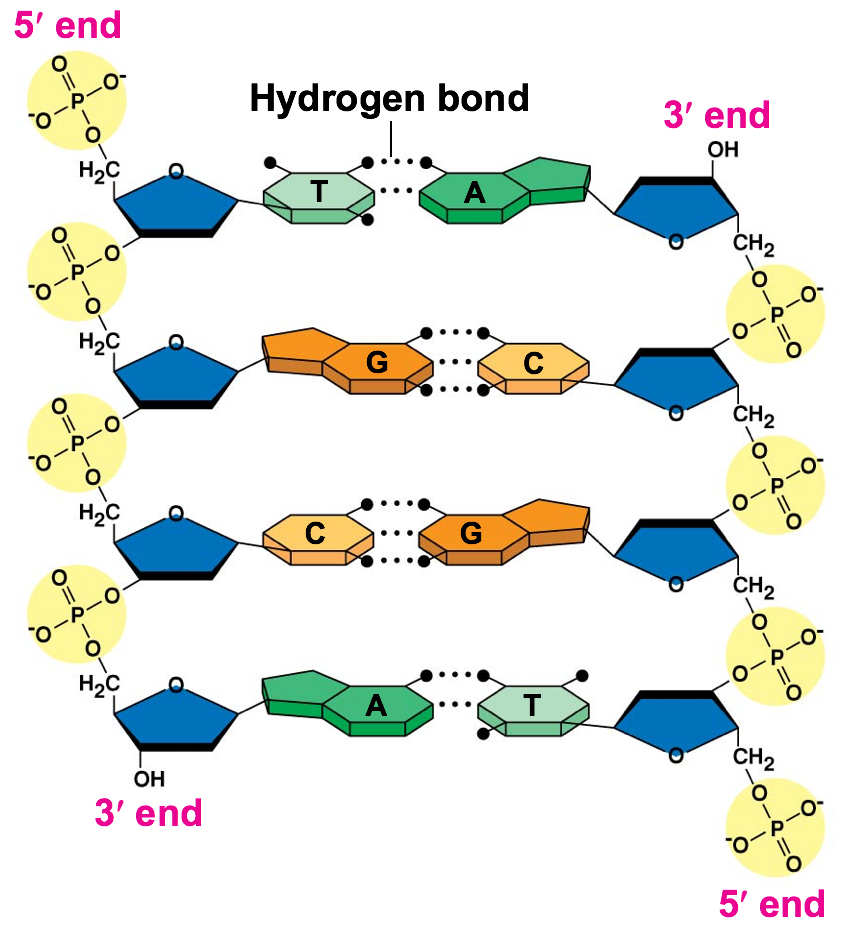 5′ end
O
O⁻
Hydrogen bond
P
3′ end
⁻O
O
OH
H₂C O
T A
O O CH₂
O
P O
⁻O O⁻
O P
O
H₂C O O
G C
O O CH₂
O
P O
⁻O O⁻
O P
O
H₂C O O
C G
O O CH₂
O
P O
⁻O O⁻
O P
O
H₂C O O
A T
O CH₂
OH
O
3′ end O⁻
P
⁻O
O
5′ end